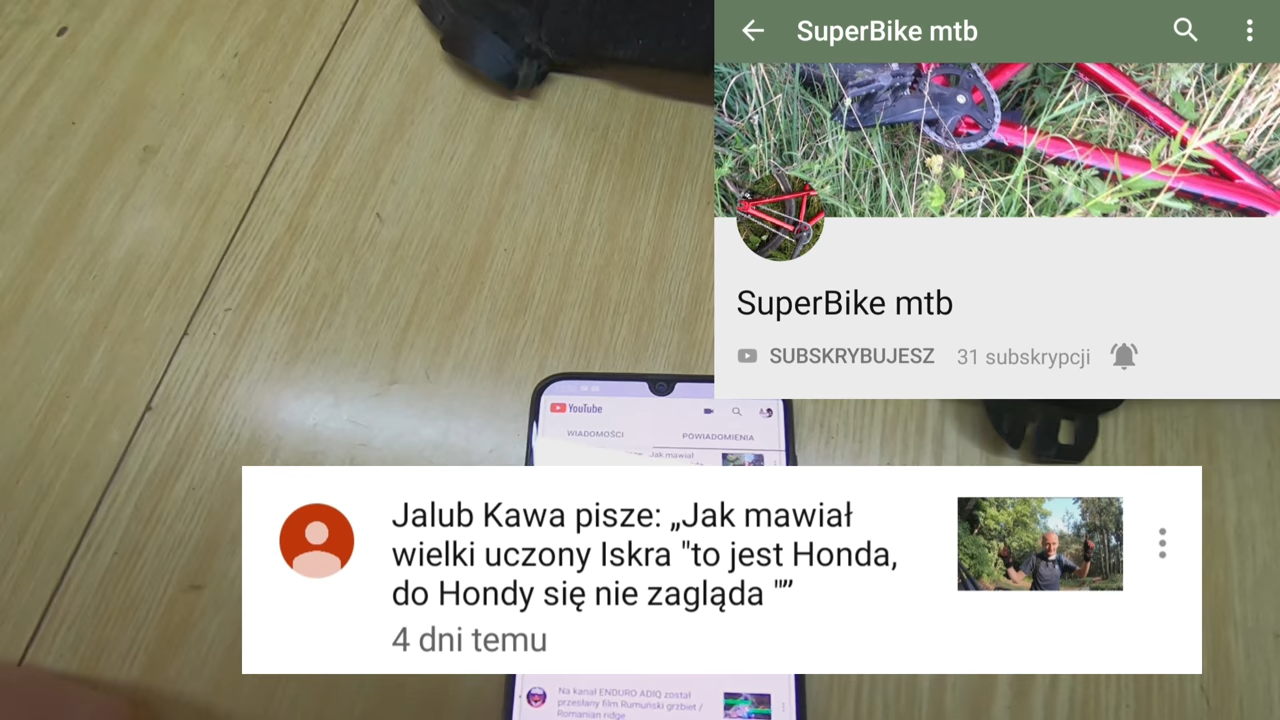 SuperBike mtb
SuperBike mtb
SUBSKRYBUJESZ 31 subskrypcji
YouTube
WIADOMOŚCI POWIADOMIENIA
Jak mawiał
Jalub Kawa pisze: „Jak mawiał
wielki uczony Iskra "to jest Honda,
do Hondy się nie zagląda "”
4 dni temu
Na kanał ENDURO ADIQ został
przesłany film Rumuński grzbiet /
Romanian ridge